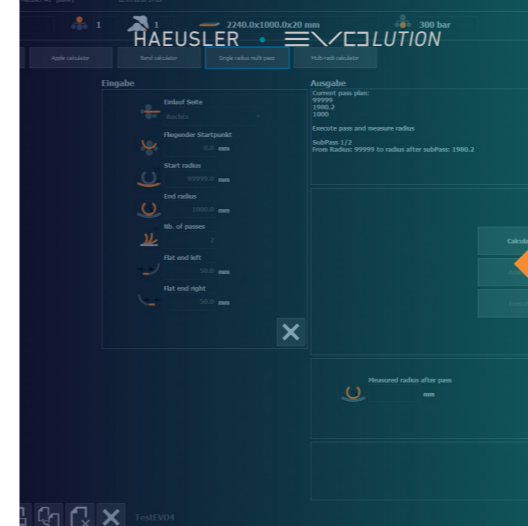 1
1
2240.0x1000.0x20 mm
300 bar
HAEUSLER • EVOLUTION
Apple calculator
Bend calculator
Single radius multi pass
Multi radii calculator
Eingabe
Einlauf Seite
Rechts
Fliegender Startpunkt
0.0 mm
Start radius
99999.0 mm
End radius
1000.0 mm
Nb. of passes
2
Flat end left
50.0 mm
Flat end right
50.0 mm
Ausgabe
Current pass plan:
99999
1980.2
1000
Execute pass and measure radius
SubPass 1/2
From Radius: 99999 to radius after subPass: 1980.2
Measured radius after pass
mm
TestEVO4